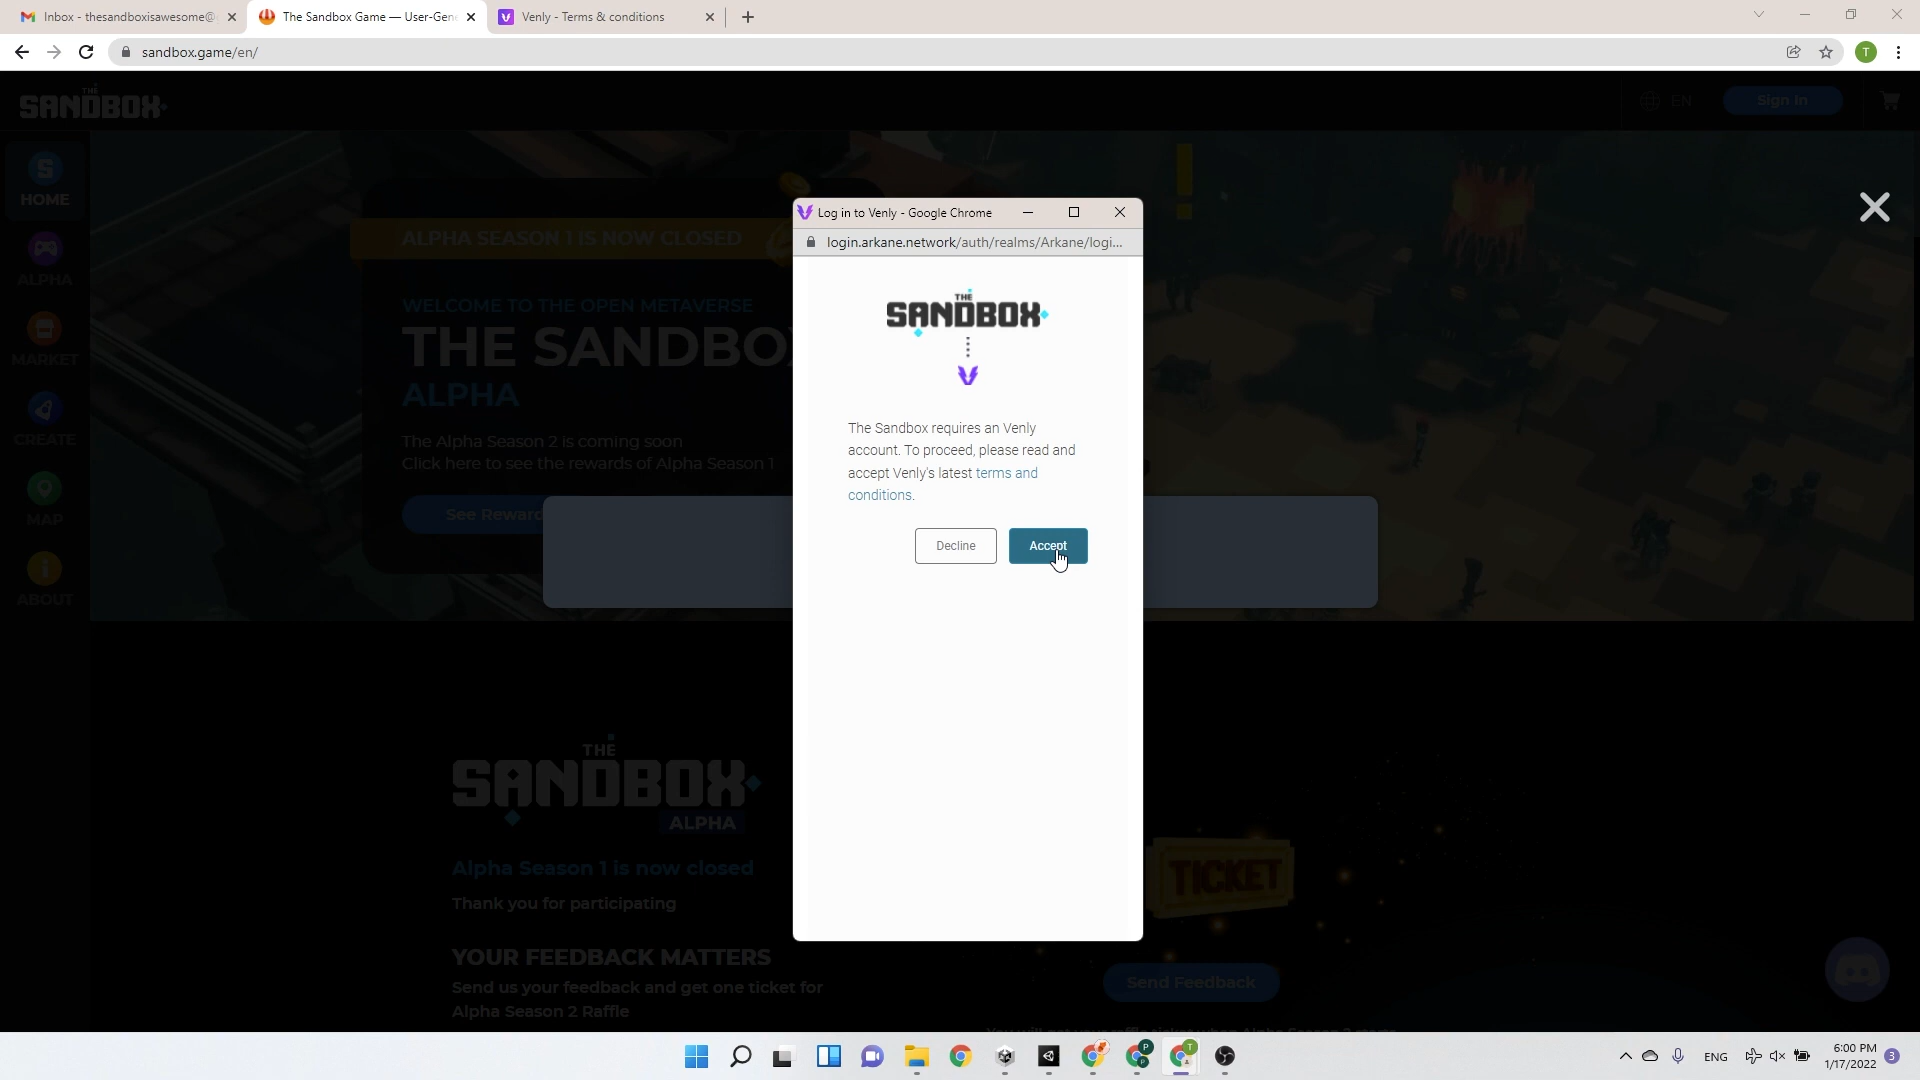 Inbox - thesandboxisawesome@
The Sandbox Game — User-Gene
Venly - Terms & conditions
sandbox.game/en/
T
THE
SANDBOX
EN
Sign In
HOME
ALPHA
MARKET
CREATE
MAP
ABOUT
ALPHA SEASON 1 IS NOW CLOSED
WELCOME TO THE OPEN METAVERSE
THE SANDBO
ALPHA
The Alpha Season 2 is coming soon
Click here to see the rewards of Alpha Season 1
See Reward
Log in to Venly - Google Chrome
login.arkane.network/auth/realms/Arkane/logi...
THE
SANDBOX
The Sandbox requires an Venly
account. To proceed, please read and
accept Venly's latest terms and
conditions.
Decline
Accept
THE
SANDBOX
ALPHA
Alpha Season 1 is now closed
Thank you for participating
YOUR FEEDBACK MATTERS
Send us your feedback and get one ticket for
Alpha Season 2 Raffle
TICKET
Send Feedback
ENG
6:00 PM
1/17/2022
3